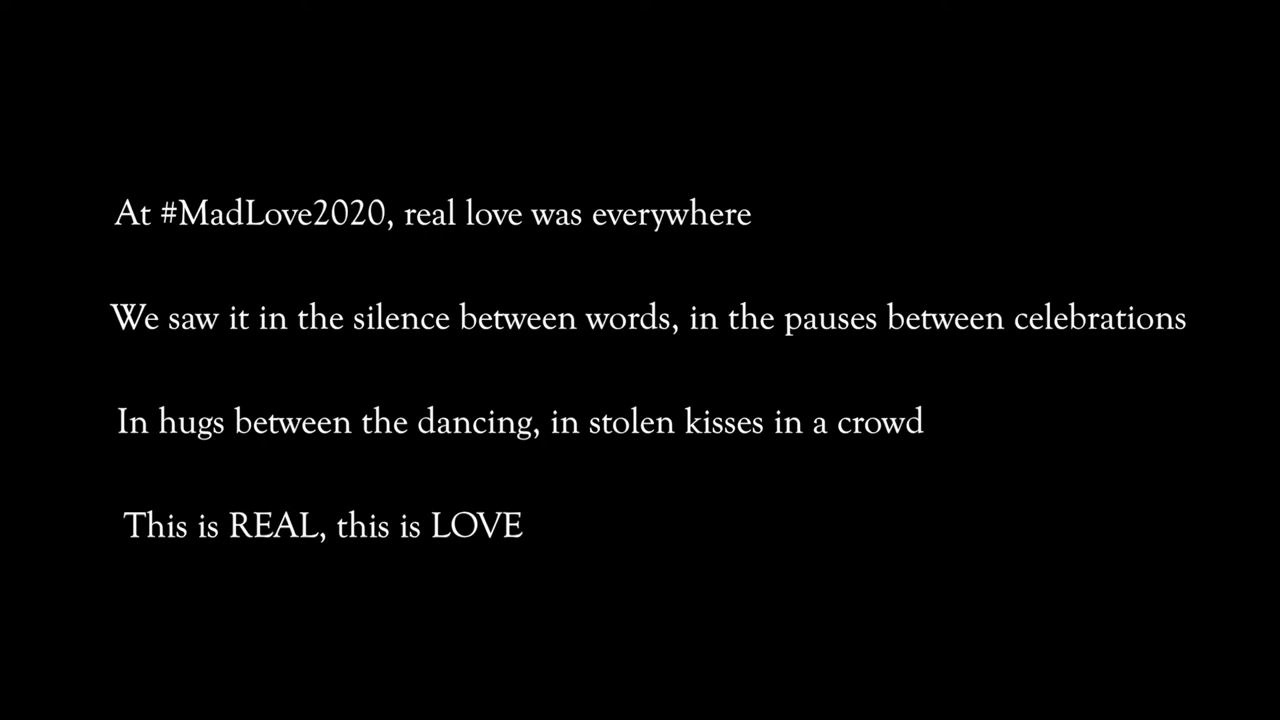 At #MadLove2020, real love was everywhere
We saw it in the silence between words, in the pauses between celebrations
In hugs between the dancing, in stolen kisses in a crowd
This is REAL, this is LOVE